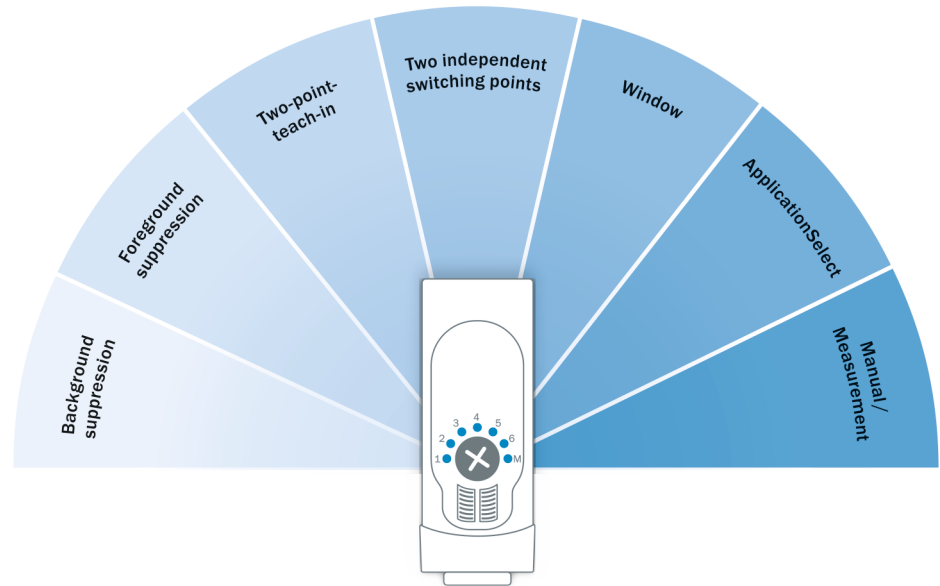 Background
suppression
Foreground
suppression
Two-point-
teach-in
Two independent
switching points
Window
ApplicationSelect
Manual/
Measurement
1
2
3
4
5
6
M